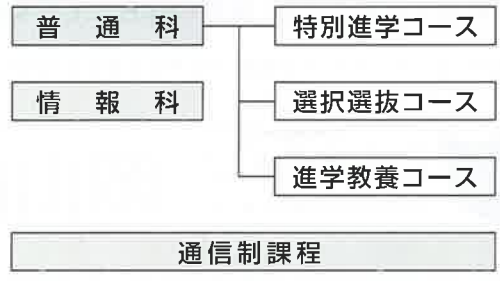 普通科
特別進学コース
情報科
選択選抜コース
進学教養コース
通信制課程